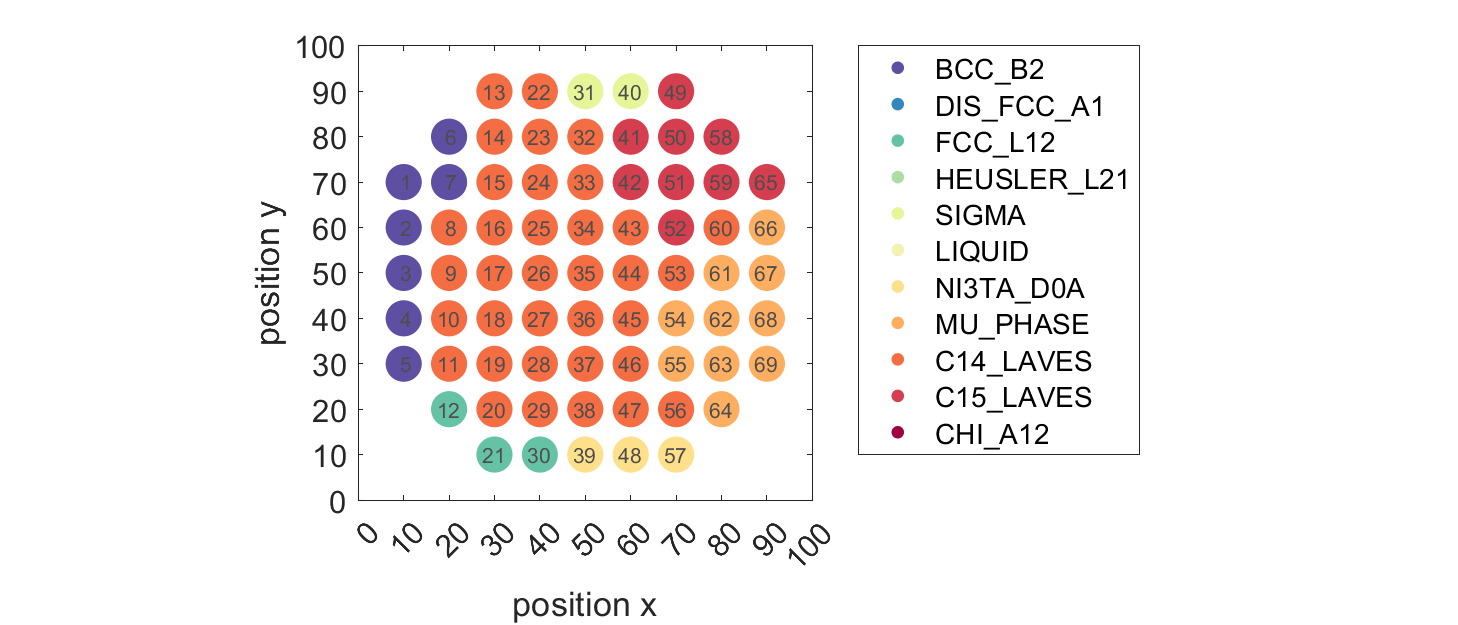 100
90
80
70
60
50
40
30
20
10
0
position y
13 22 31 40 49
6 14 23 32 41 50 58
1 7 15 24 33 42 51 59 65
2 8 16 25 34 43 52 60 66
3 9 17 26 35 44 53 61 67
4 10 18 27 36 45 54 62 68
5 11 19 28 37 46 55 63 69
12 20 29 38 47 56 64
21 30 39 48 57
0 10 20 30 40 50 60 70 80 90 100
position x
BCC_B2
DIS_FCC_A1
FCC_L12
HEUSLER_L21
SIGMA
LIQUID
NI3TA_D0A
MU_PHASE
C14_LAVES
C15_LAVES
CHI_A12